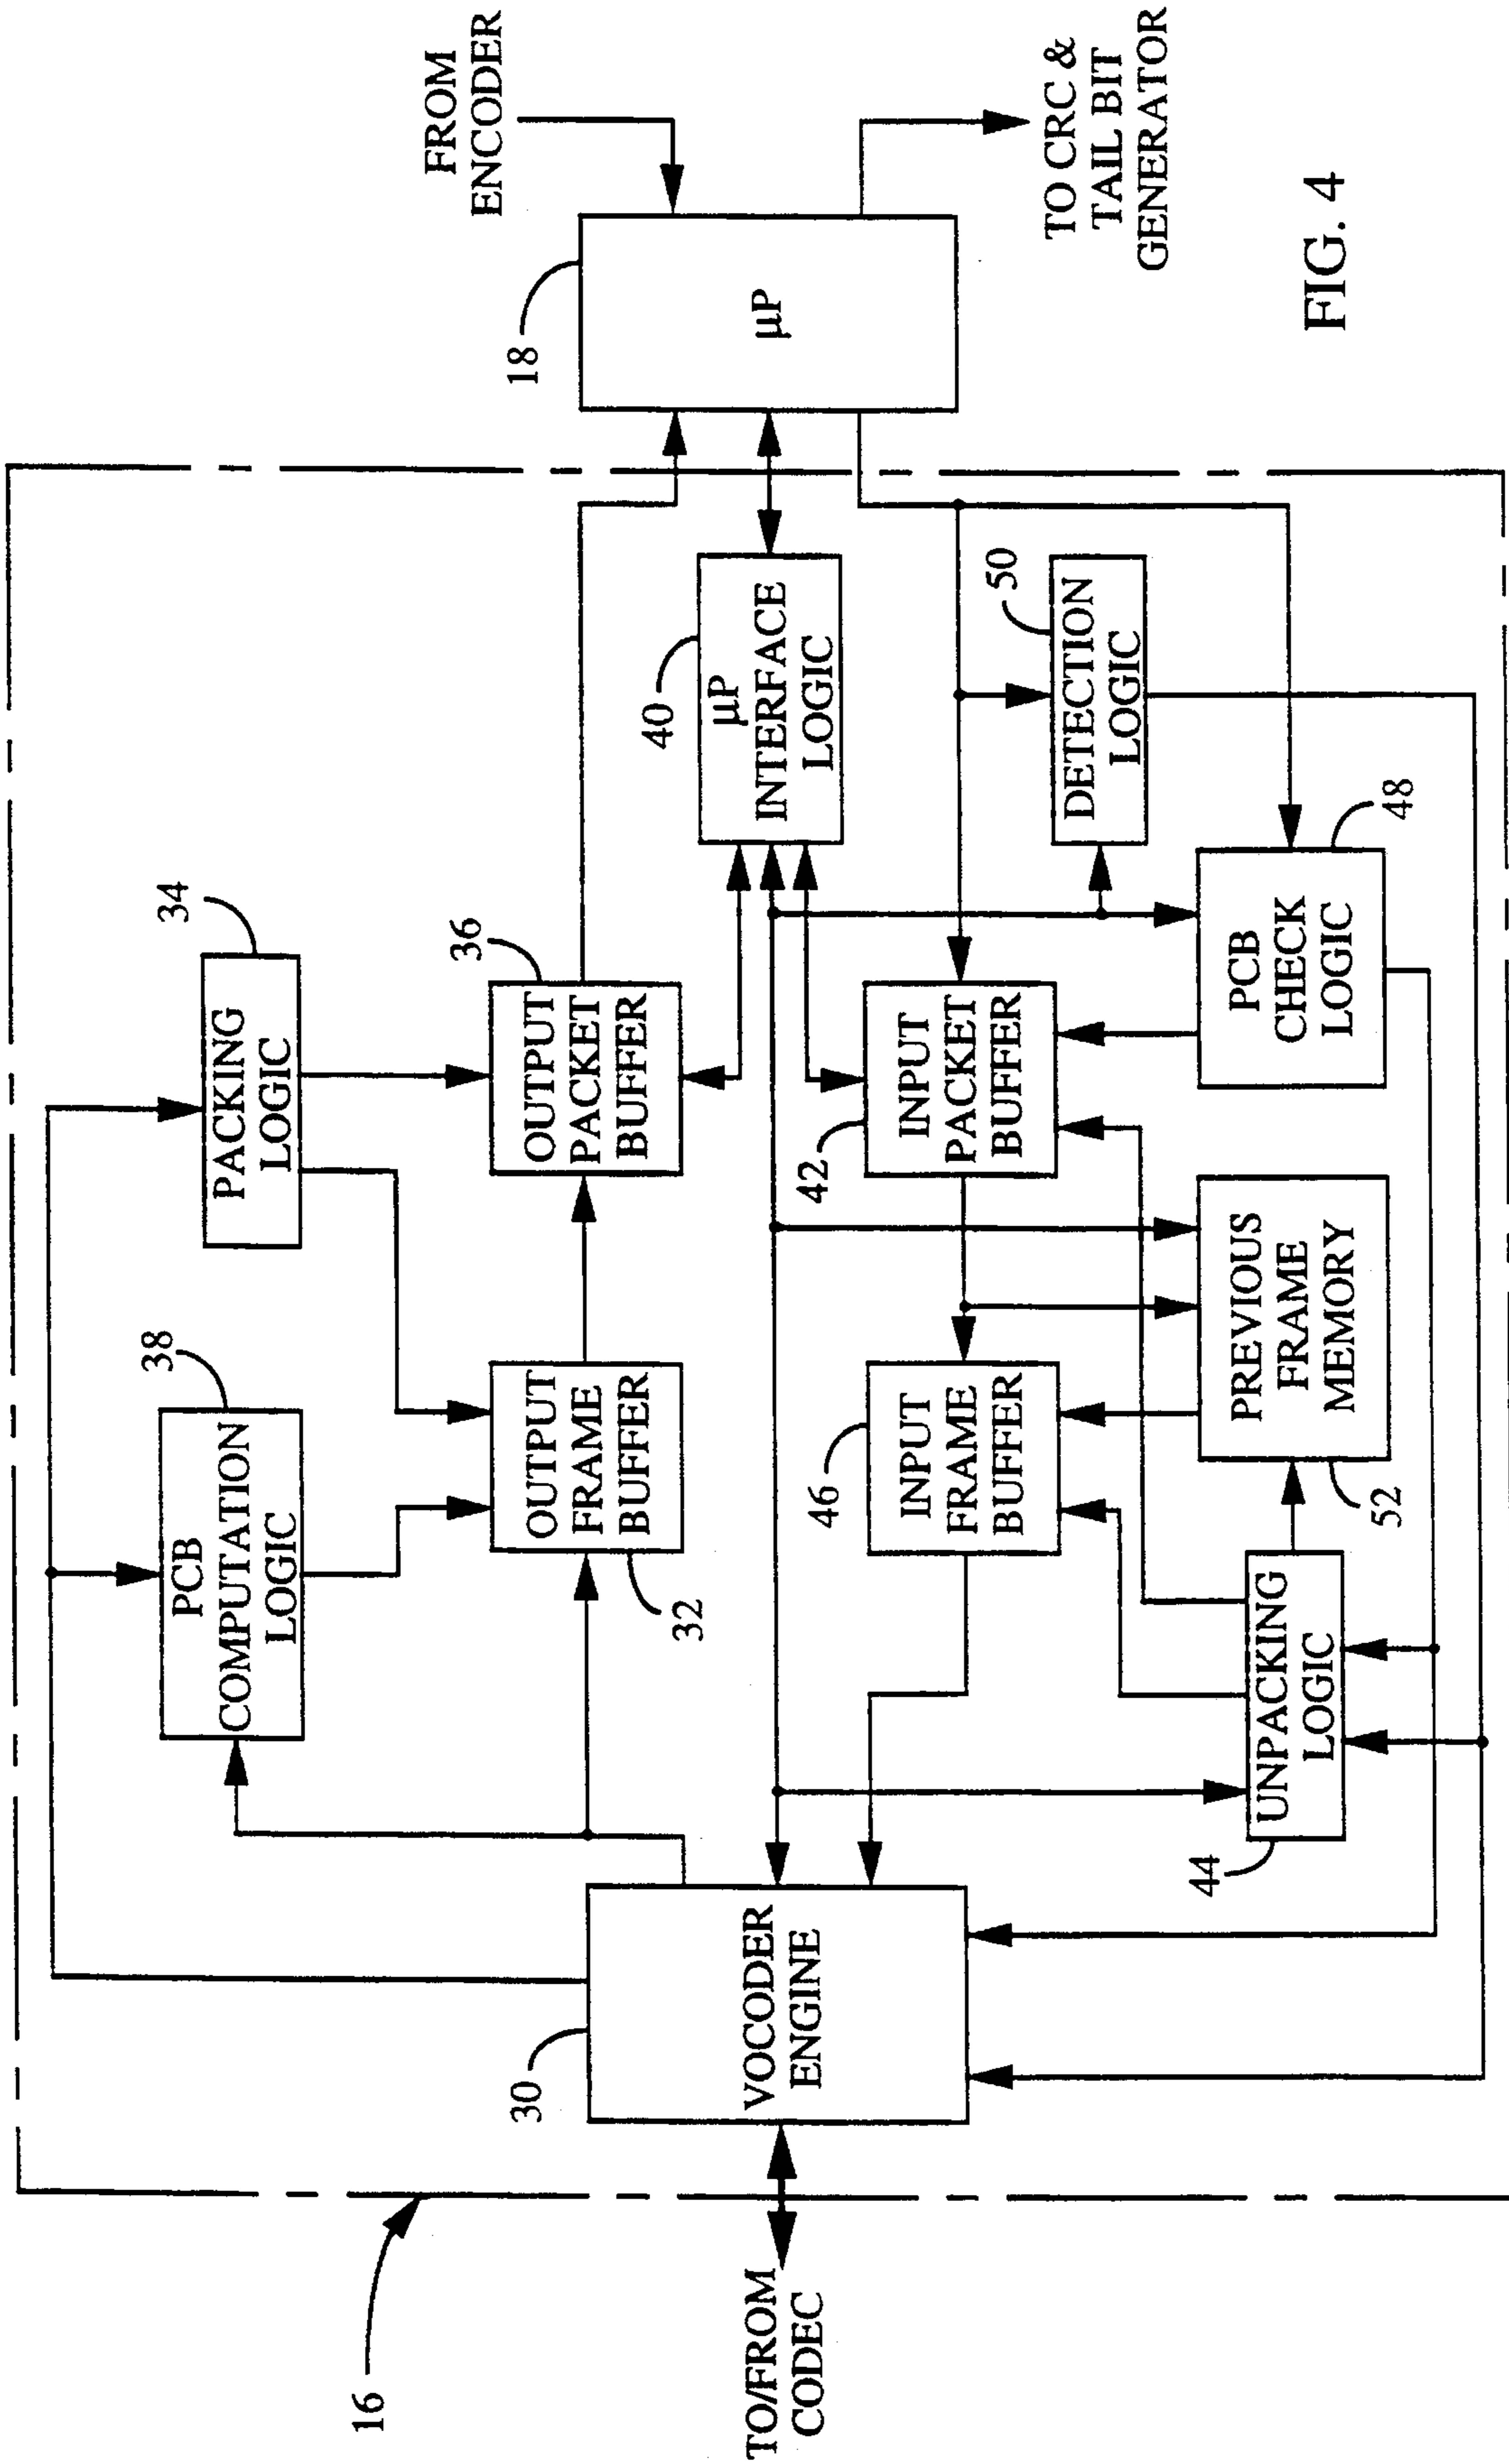 16
TO/FROM
CODEC
30
VOCODER
ENGINE
38
PCB
COMPUTATION
LOGIC
34
PACKING
LOGIC
OUTPUT
FRAME
BUFFER
32
36
OUTPUT
PACKET
BUFFER
40
µP
INTERFACE
LOGIC
18
µP
FROM
ENCODER
TO CRC &
TAIL BIT
GENERATOR
46
INPUT
FRAME
BUFFER
42
INPUT
PACKET
BUFFER
50
DETECTION
LOGIC
44
UNPACKING
LOGIC
52
PREVIOUS
FRAME
MEMORY
PCB
CHECK
LOGIC
48
FIG. 4